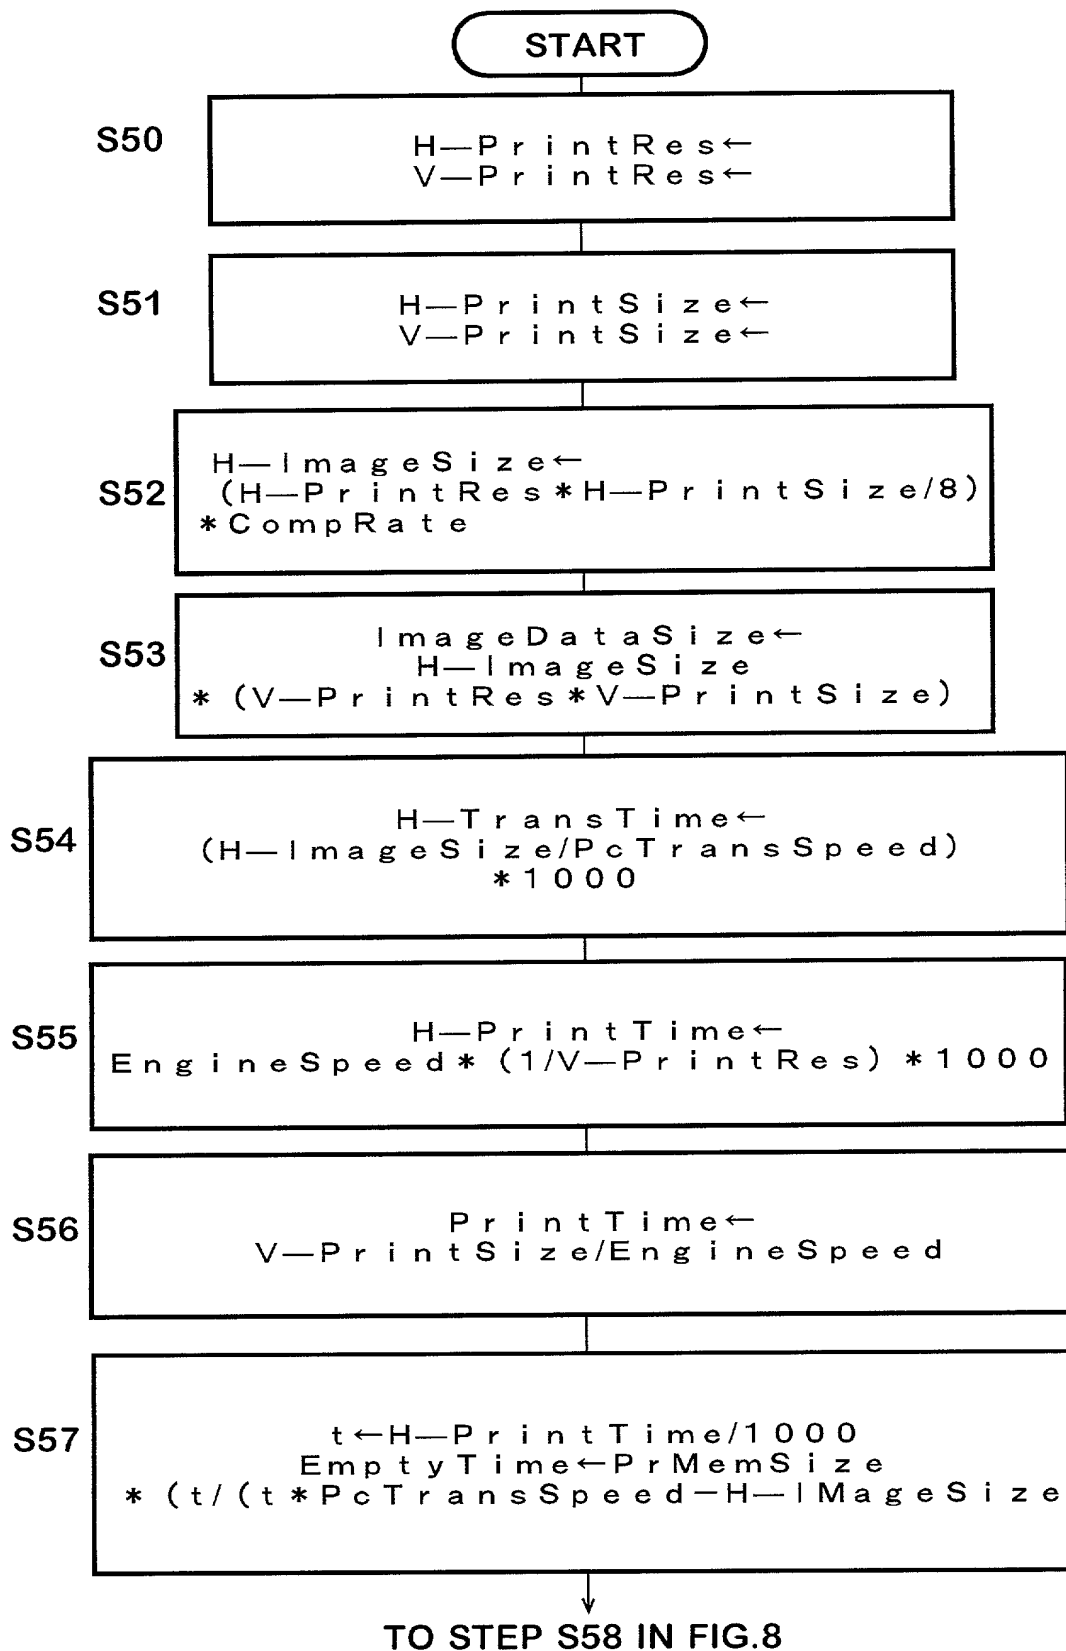 START
S50
H—PrintRes←
V—PrintRes←
S51
H—PrintSize←
V—PrintSize←
S52
H—ImageSize←
(H—PrintRes*H—PrintSize/8)
*CompRate
S53
ImageDataSize←
H—ImageSize
*(V—PrintRes*V—PrintSize)
S54
H—TransTime←
(H—ImageSize/PcTransSpeed)
*1000
S55
H—PrintTime←
EngineSpeed*(1/V—PrintRes)*1000
S56
PrintTime←
V—PrintSize/EngineSpeed
S57
t←H—PrintTime/1000
EmptyTime←PrMemSize
*(t/(t*PcTransSpeed−H—IMageSize
TO STEP S58 IN FIG.8